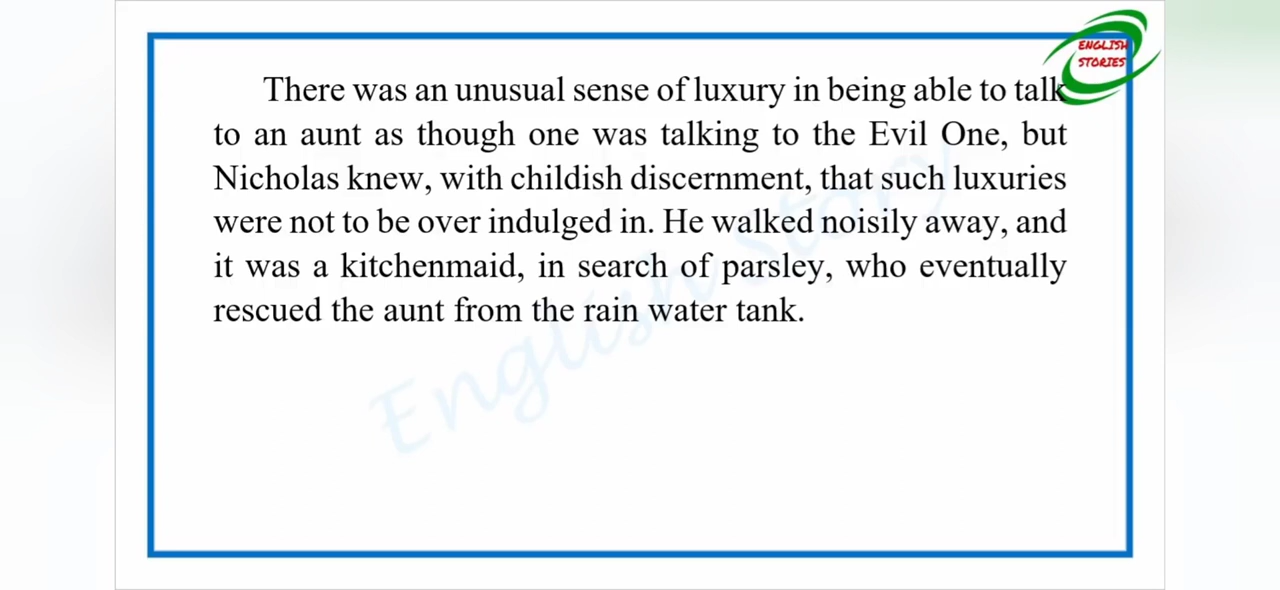 ENGLISH
STORIES
There was an unusual sense of luxury in being able to talk
to an aunt as though one was talking to the Evil One, but
Nicholas knew, with childish discernment, that such luxuries
were not to be over indulged in. He walked noisily away, and
it was a kitchenmaid, in search of parsley, who eventually
rescued the aunt from the rain water tank.
English Story